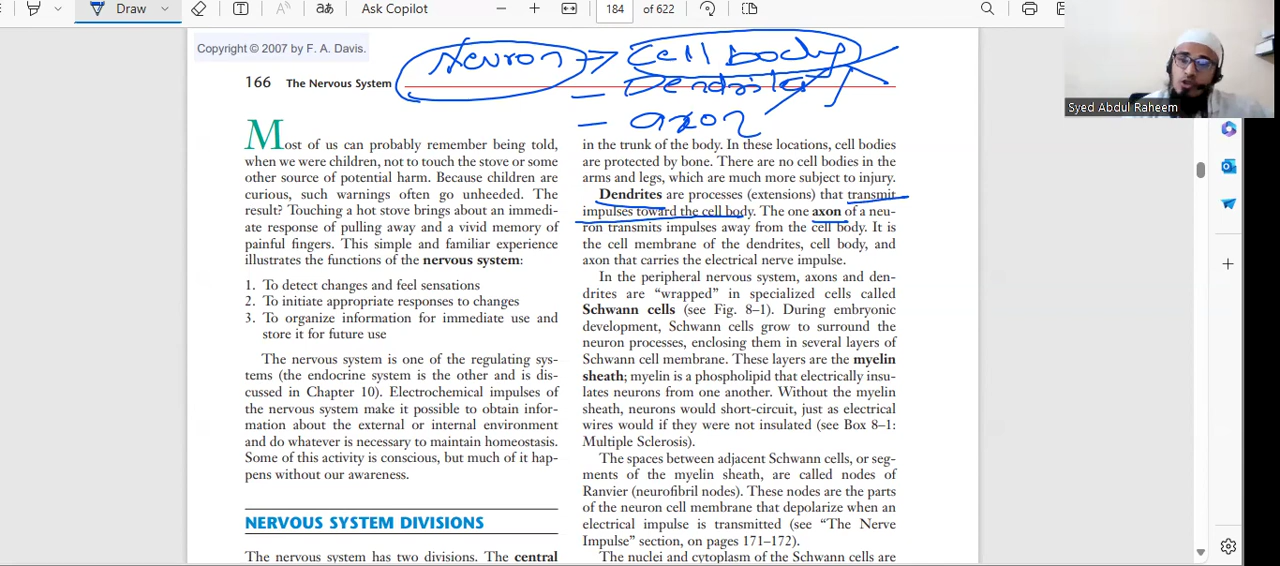 Draw
Ask Copilot
184 of 622
Copyright © 2007 by F. A. Davis.
Neuron → Cell body
- Dendrites
- axon
166 The Nervous System
Syed Abdul Raheem
Most of us can probably remember being told,
when we were children, not to touch the stove or some
other source of potential harm. Because children are
curious, such warnings often go unheeded. The
result? Touching a hot stove brings about an immedi-
ate response of pulling away and a vivid memory of
painful fingers. This simple and familiar experience
illustrates the functions of the nervous system:
1. To detect changes and feel sensations
2. To initiate appropriate responses to changes
3. To organize information for immediate use and
store it for future use
The nervous system is one of the regulating sys-
tems (the endocrine system is the other and is dis-
cussed in Chapter 10). Electrochemical impulses of
the nervous system make it possible to obtain infor-
mation about the external or internal environment
and do whatever is necessary to maintain homeostasis.
Some of this activity is conscious, but much of it hap-
pens without our awareness.
NERVOUS SYSTEM DIVISIONS
The nervous system has two divisions. The central
in the trunk of the body. In these locations, cell bodies
are protected by bone. There are no cell bodies in the
arms and legs, which are much more subject to injury.
Dendrites are processes (extensions) that transmit
impulses toward the cell body. The one axon of a neu-
ron transmits impulses away from the cell body. It is
the cell membrane of the dendrites, cell body, and
axon that carries the electrical nerve impulse.
In the peripheral nervous system, axons and den-
drites are “wrapped” in specialized cells called
Schwann cells (see Fig. 8–1). During embryonic
development, Schwann cells grow to surround the
neuron processes, enclosing them in several layers of
Schwann cell membrane. These layers are the myelin
sheath; myelin is a phospholipid that electrically insu-
lates neurons from one another. Without the myelin
sheath, neurons would short-circuit, just as electrical
wires would if they were not insulated (see Box 8–1:
Multiple Sclerosis).
The spaces between adjacent Schwann cells, or seg-
ments of the myelin sheath, are called nodes of
Ranvier (neurofibril nodes). These nodes are the parts
of the neuron cell membrane that depolarize when an
electrical impulse is transmitted (see “The Nerve
Impulse” section, on pages 171–172).
The nuclei and cytoplasm of the Schwann cells are